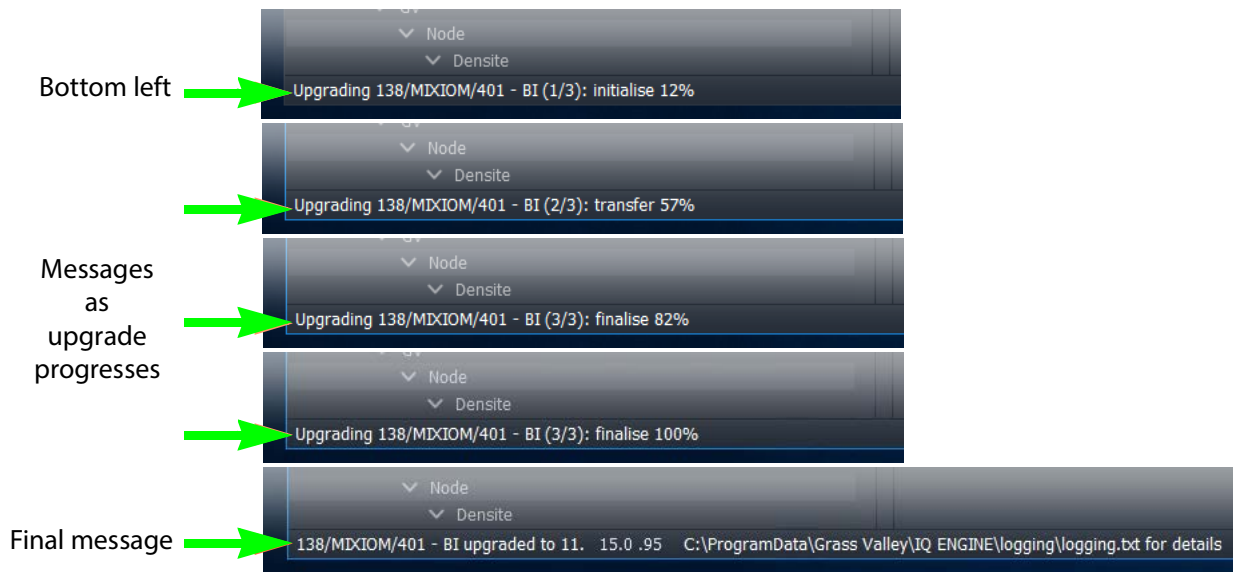 Node
Densite
Bottom left
Upgrading 138/MIXIOM/401 - BI (1/3): initialise 12%
Node
Densite
Upgrading 138/MIXIOM/401 - BI (2/3): transfer 57%
Messages
as
upgrade
progresses
Node
Densite
Upgrading 138/MIXIOM/401 - BI (3/3): finalise 82%
Node
Densite
Upgrading 138/MIXIOM/401 - BI (3/3): finalise 100%
Node
Densite
Final message
138/MIXIOM/401 - BI upgraded to 11. 15.0 .95 C:\ProgramData\Grass Valley\IQ ENGINE\logging\logging.txt for details